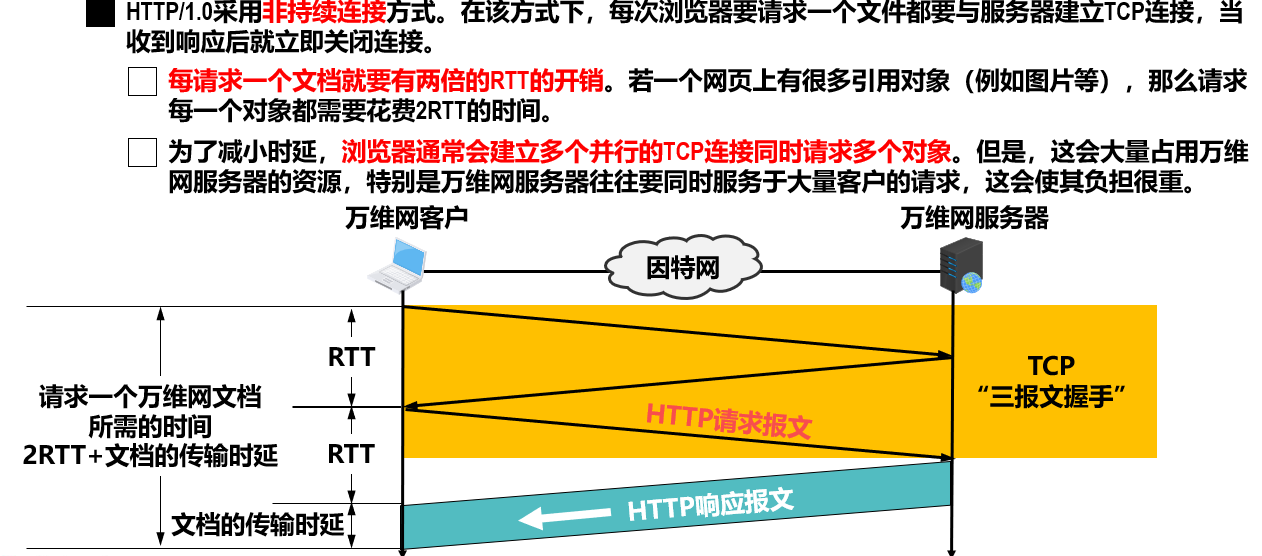 HTTP/1.0采用非持续连接方式。在该方式下，每次浏览器要请求一个文件都要与服务器建立TCP连接，当
收到响应后就立即关闭连接。
每请求一个文档就要有两倍的RTT的开销。若一个网页上有很多引用对象（例如图片等），那么请求
每一个对象都需要花费2RTT的时间。
为了减小时延，浏览器通常会建立多个并行的TCP连接同时请求多个对象。但是，这会大量占用万维
网服务器的资源，特别是万维网服务器往往要同时服务于大量客户的请求，这会使其负担很重。
万维网客户
万维网服务器
因特网
RTT
TCP
“三报文握手”
请求一个万维网文档
所需的时间
2RTT+文档的传输时延
HTTP请求报文
RTT
HTTP响应报文
文档的传输时延